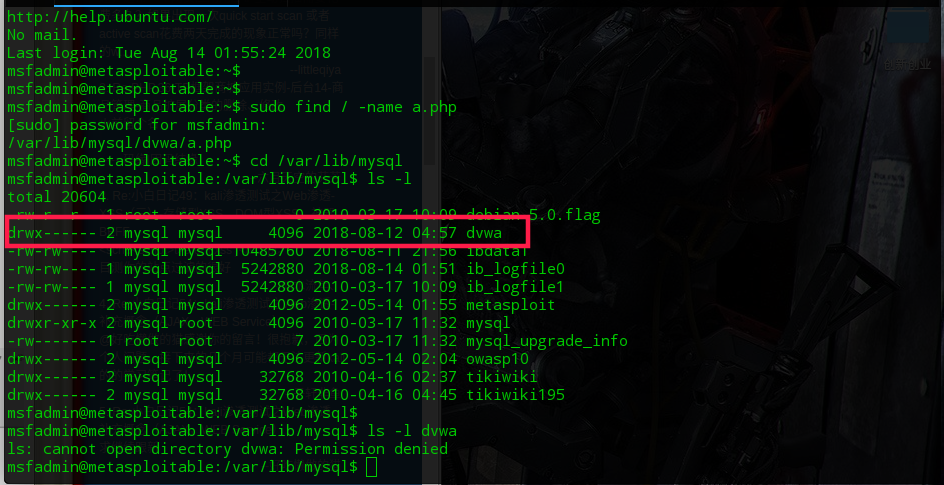 http://help.ubuntu.com/
No mail.
Last login: Tue Aug 14 01:55:24 2018
msfadmin@metasploitable:~$
msfadmin@metasploitable:~$
msfadmin@metasploitable:~$ sudo find / -name a.php
[sudo] password for msfadmin:
/var/lib/mysql/dvwa/a.php
msfadmin@metasploitable:~$ cd /var/lib/mysql
msfadmin@metasploitable:/var/lib/mysql$ ls -l
total 20604
-rw-r--r-- 1 root root 0 2010-03-17 10:09 debian-5.0.flag
drwx------ 2 mysql mysql 4096 2018-08-12 04:57 dvwa
-rw-rw---- 1 mysql mysql 10485760 2018-08-11 21:56 ibdata1
-rw-rw---- 1 mysql mysql 5242880 2018-08-14 01:51 ib_logfile0
-rw-rw---- 1 mysql mysql 5242880 2010-03-17 10:09 ib_logfile1
drwx------ 2 mysql mysql 4096 2012-05-14 01:55 metasploit
drwxr-xr-x 2 mysql root 4096 2010-03-17 11:32 mysql
-rw------- 1 root root 7 2010-03-17 11:32 mysql_upgrade_info
drwx------ 2 mysql mysql 4096 2012-05-14 02:04 owasp10
drwx------ 2 mysql mysql 32768 2010-04-16 02:37 tikiwiki
drwx------ 2 mysql mysql 32768 2010-04-16 04:45 tikiwiki195
msfadmin@metasploitable:/var/lib/mysql$
msfadmin@metasploitable:/var/lib/mysql$ ls -l dvwa
ls: cannot open directory dvwa: Permission denied
msfadmin@metasploitable:/var/lib/mysql$